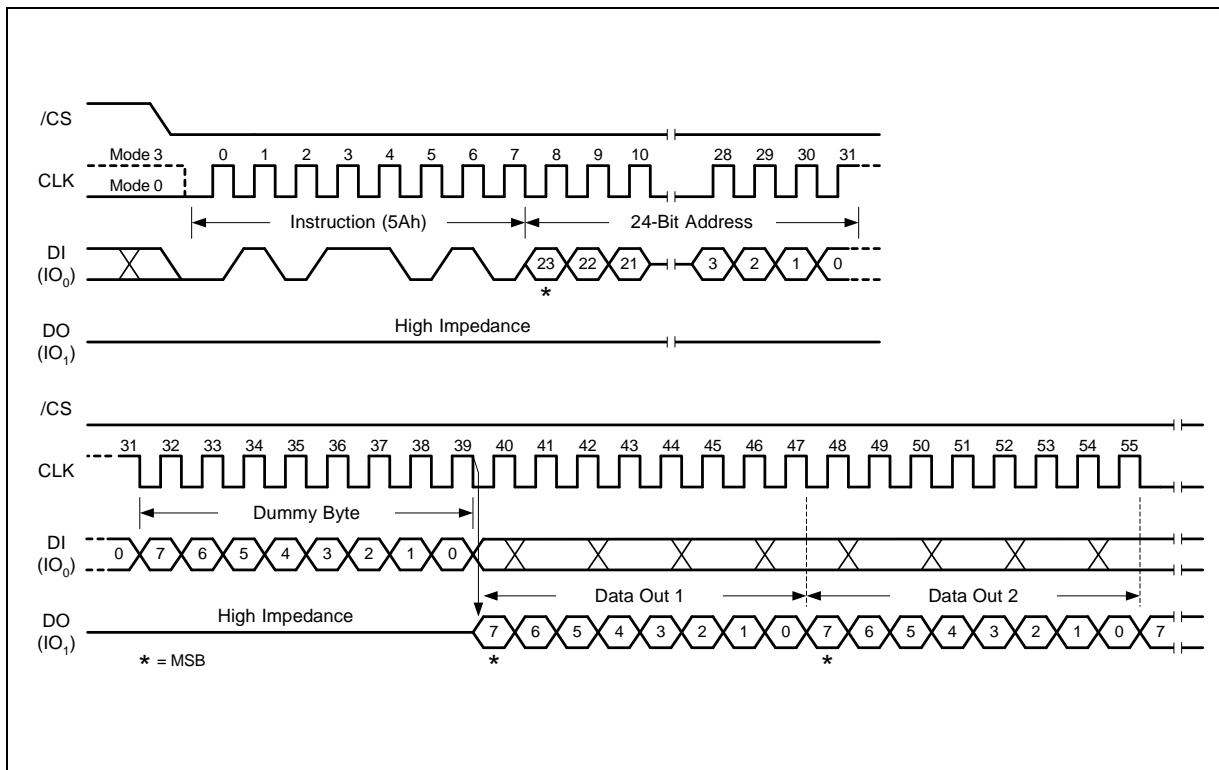 /CS
Mode 3 0 1 2 3 4 5 6 7 8 9 10 28 29 30 31
CLK Mode 0
Instruction (5Ah) 24-Bit Address
DI
(IO0) 23 22 21 3 2 1 0
*
High Impedance
DO
(IO1)
/CS
31 32 33 34 35 36 37 38 39 40 41 42 43 44 45 46 47 48 49 50 51 52 53 54 55
CLK
Dummy Byte
DI
(IO0) 0 7 6 5 4 3 2 1 0
Data Out 1 Data Out 2
High Impedance
DO
(IO1) 7 6 5 4 3 2 1 0 7 6 5 4 3 2 1 0 7
* = MSB * *